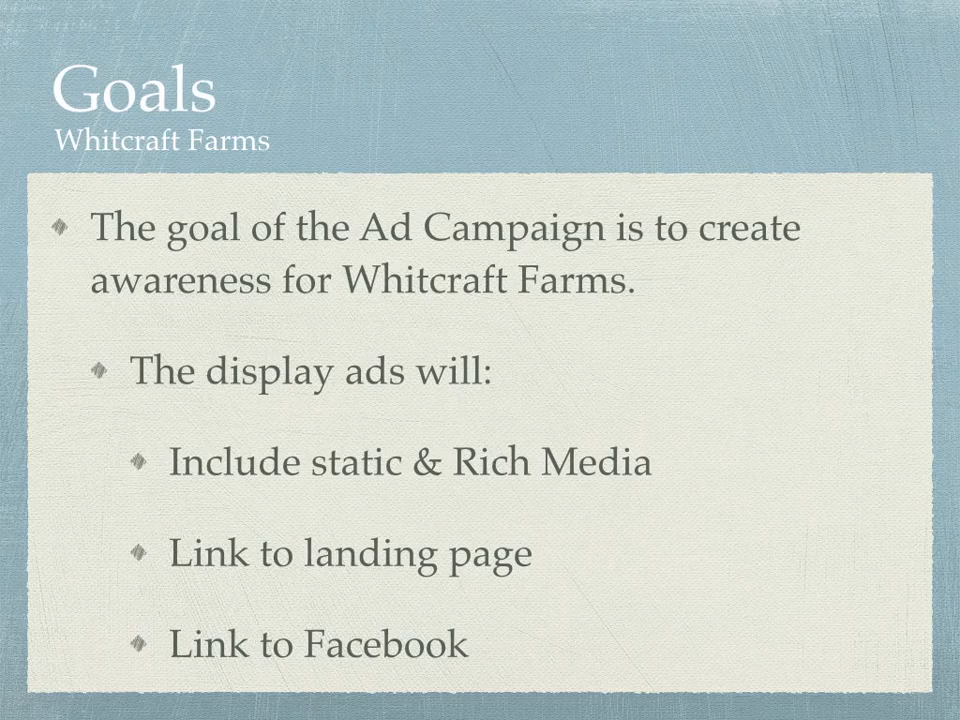 Goals
Whitcraft Farms
The goal of the Ad Campaign is to create
awareness for Whitcraft Farms.
The display ads will:
Include static & Rich Media
Link to landing page
Link to Facebook